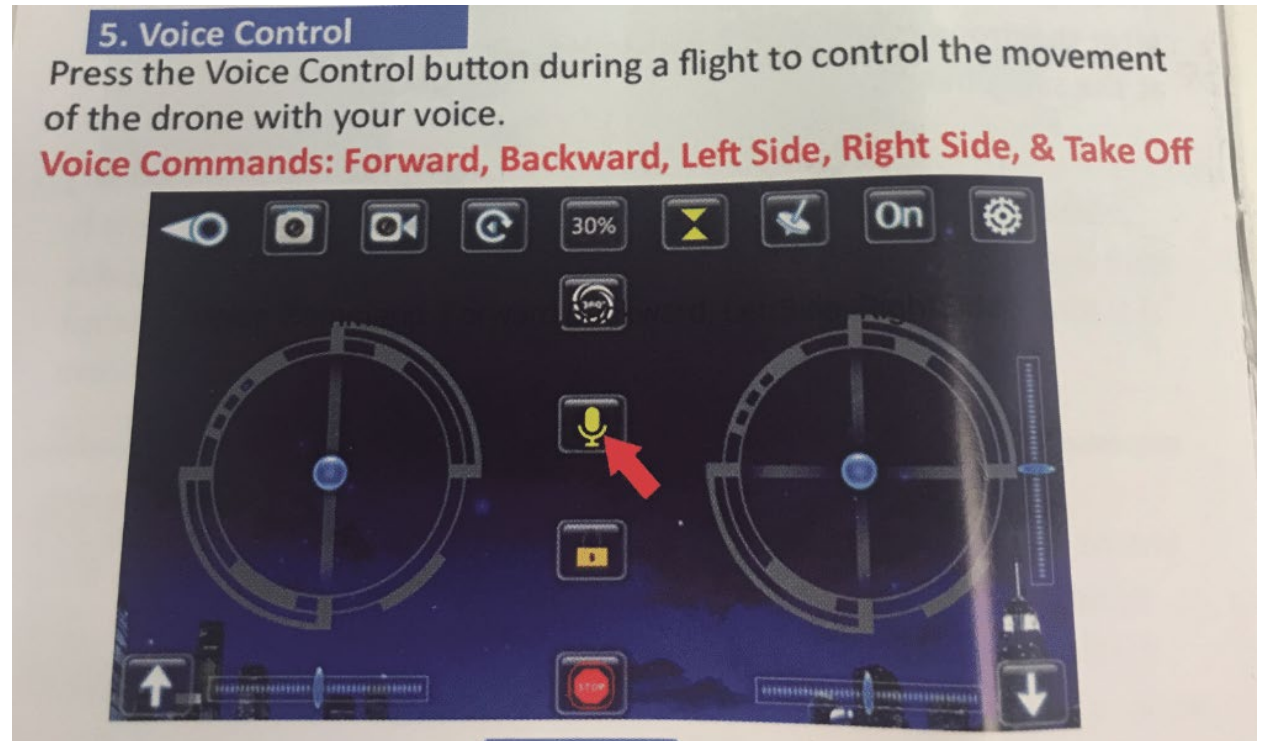 5. Voice Control
Press the Voice Control button during a flight to control the movement
of the drone with your voice.
Voice Commands: Forward, Backward, Left Side, Right Side, & Take Off
30%
On
360°
STOP